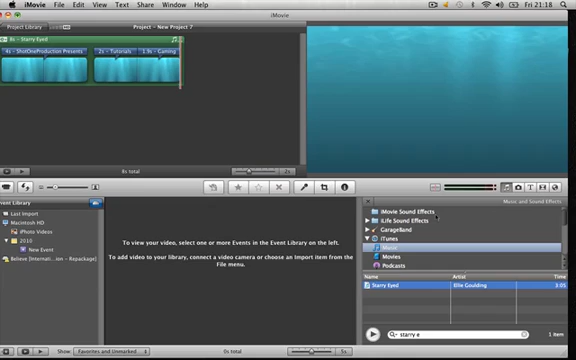 iMovie File Edit View Text Share Window Help Fri 21:18
iMovie
Project Library Project - New Project 7
8s - Starry Eyed
4s - ShotOneProduction Presents 2s - Tutorials 1.3s - Gaming
8s total 2s
Event Library Music and Sound Effects
Last Import
Macintosh HD
iPhoto Videos
2010
New Event
To view your video, select one or more Events in the Event Library on the left.
To add video to your library, connect a video camera or choose an Import item from the File menu.
iMovie Sound Effects
iLife Sound Effects
GarageBand
iTunes
Music
Movies
Podcasts
Name Artist Time
Starry Eyed Ellie Goulding 3:05
starry e 1 item
Show: Favorites and Unmarked 0s total 5s